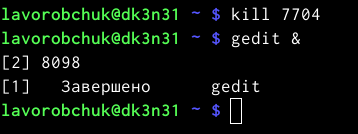 lavorobchuk@dk3n31 ~ $ kill 7704
lavorobchuk@dk3n31 ~ $ gedit &
[2] 8098
[1]   Завершено      gedit
lavorobchuk@dk3n31 ~ $